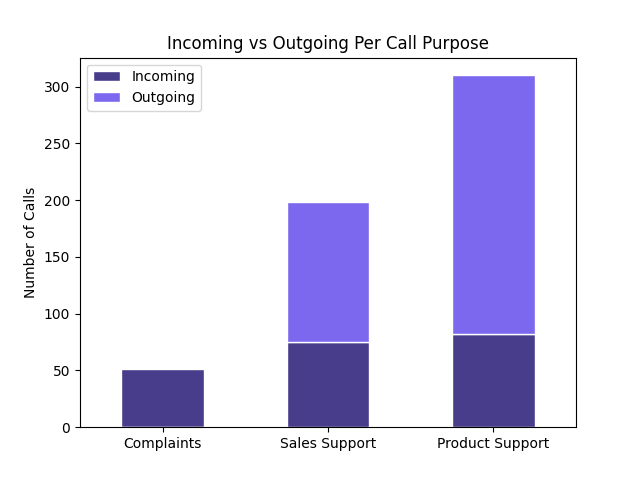 Incoming vs Outgoing Per Call Purpose
Incoming
Outgoing
Number of Calls
300
250
200
150
100
50
0
Complaints
Sales Support
Product Support